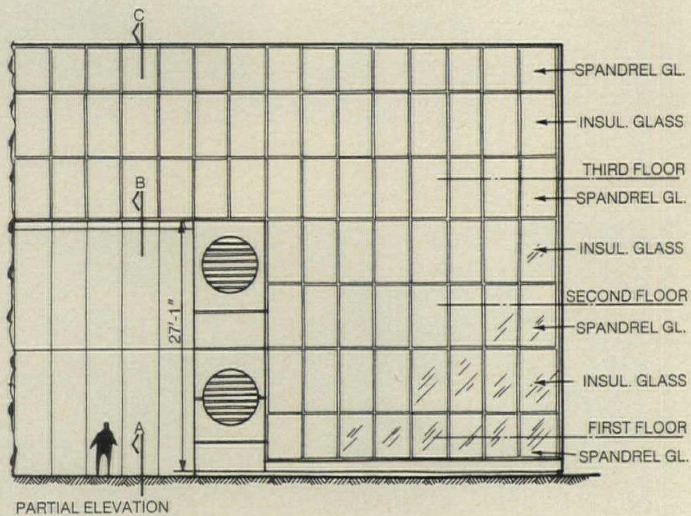 C
SPANDREL GL.
INSUL. GLASS
THIRD FLOOR
B
SPANDREL GL.
INSUL. GLASS
SECOND FLOOR
27'-1"
SPANDREL GL.
INSUL. GLASS
FIRST FLOOR
A
SPANDREL GL.
PARTIAL ELEVATION